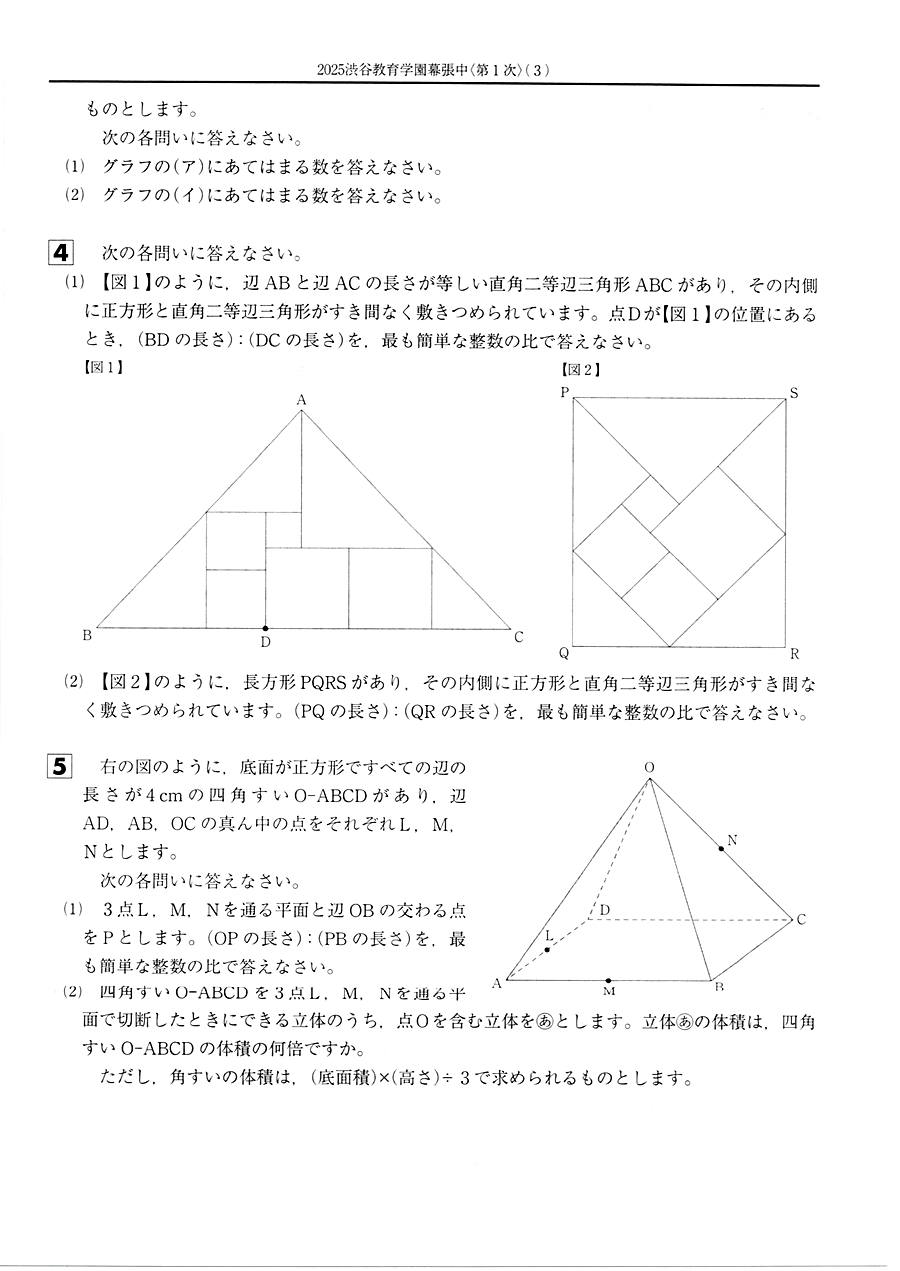 2025渋谷教育学園幕張中〈第1次〉(3)
ものとします。
次の各問いに答えなさい。
(1) グラフの(ア)にあてはまる数を答えなさい。
(2) グラフの(イ)にあてはまる数を答えなさい。
4 次の各問いに答えなさい。
(1) 【図1】のように，辺ABと辺ACの長さが等しい直角二等辺三角形ABCがあり，その内側
に正方形と直角二等辺三角形がすき間なく敷きつめられています。点Dが【図1】の位置にある
とき，(BDの長さ)：(DCの長さ)を，最も簡単な整数の比で答えなさい。
【図1】
【図2】
A
B
D
C
P
S
Q
R
(2) 【図2】のように，長方形PQRSがあり，その内側に正方形と直角二等辺三角形がすき間な
く敷きつめられています。(PQの長さ)：(QRの長さ)を，最も簡単な整数の比で答えなさい。
5 右の図のように，底面が正方形ですべての辺の
長さが4cmの四角すいO-ABCDがあり，辺
AD，AB，OCの真ん中の点をそれぞれL，M，
Nとします。
次の各問いに答えなさい。
(1) 3点L，M，Nを通る平面と辺OBの交わる点
をPとします。(OPの長さ)：(PBの長さ)を，最
も簡単な整数の比で答えなさい。
(2) 四角すいO-ABCDを3点L，M，Nを通る平
面で切断したときにできる立体のうち，点Oを含む立体をあとします。立体あの体積は，四角
すいO-ABCDの体積の何倍ですか。
ただし，角すいの体積は，(底面積)×(高さ)÷3で求められるものとします。
O
N
D
C
L
A
M
B